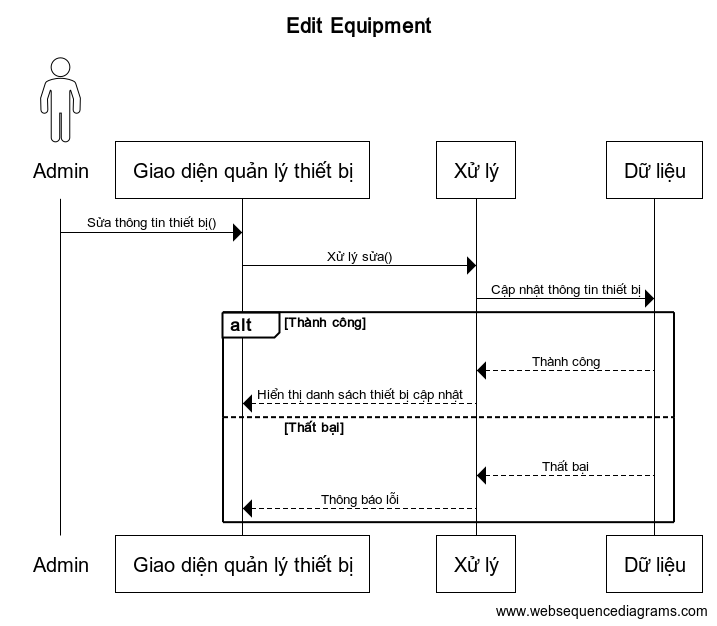 Edit Equipment
Admin
Giao diện quản lý thiết bị
Xử lý
Dữ liệu
Sửa thông tin thiết bị()
Xử lý sửa()
Cập nhật thông tin thiết bị
alt
[Thành công]
Thành công
Hiển thị danh sách thiết bị cập nhật
[Thất bại]
Thất bại
Thông báo lỗi
Admin
Giao diện quản lý thiết bị
Xử lý
Dữ liệu
www.websequencediagrams.com